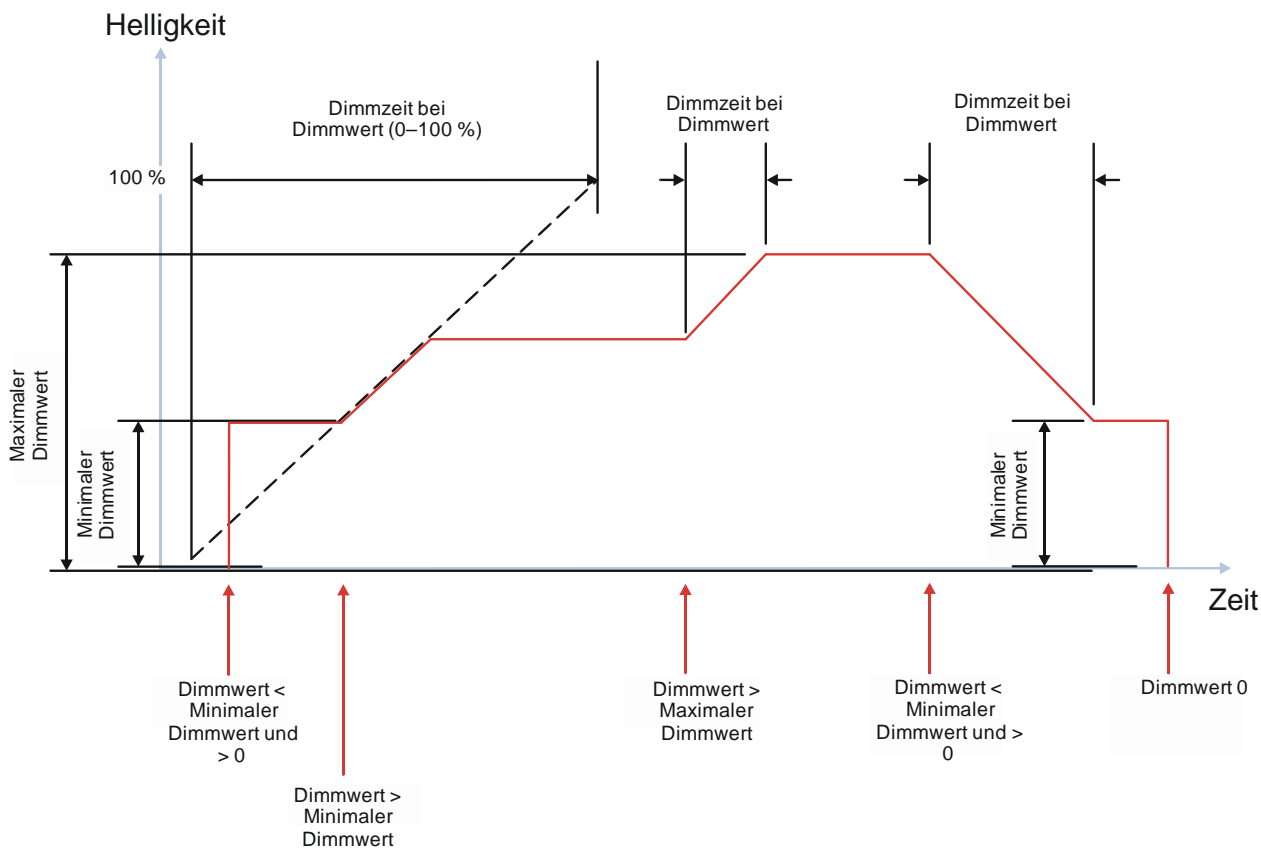 Helligkeit
Dimmzeit bei
Dimmwert (0–100 %)
Dimmzeit bei
Dimmwert
Dimmzeit bei
Dimmwert
100 %
Maximaler
Dimmwert
Minimaler
Dimmwert
Minimaler
Dimmwert
Zeit
Dimmwert <
Minimaler
Dimmwert und
> 0
Dimmwert >
Minimaler
Dimmwert
Dimmwert >
Maximaler
Dimmwert
Dimmwert <
Minimaler
Dimmwert und >
0
Dimmwert 0